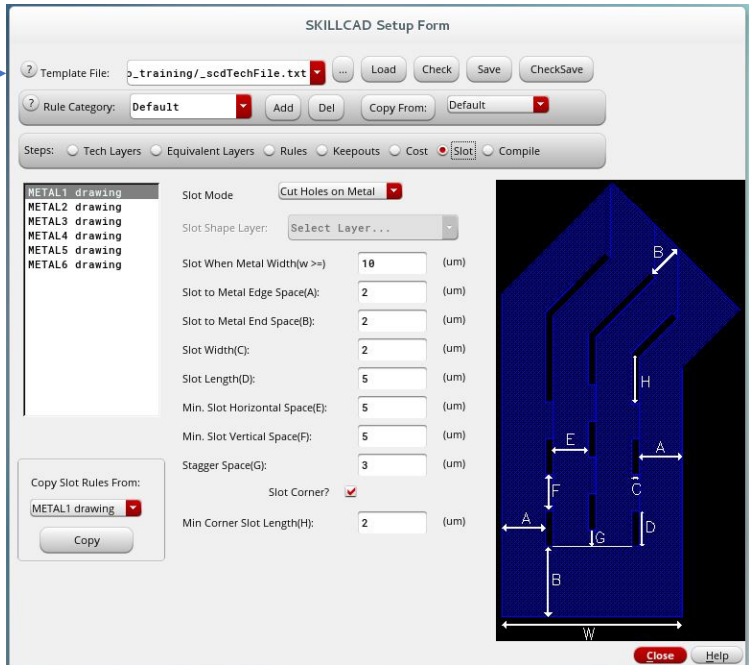 SKILLCAD Setup Form
? Template File: o_training/_scdTechFile.txt ... Load Check Save CheckSave
? Rule Category: Default Add Del Copy From: Default
Steps: Tech Layers Equivalent Layers Rules Keepouts Cost Slot Compile
METAL1 drawing
METAL2 drawing
METAL3 drawing
METAL4 drawing
METAL5 drawing
METAL6 drawing
Copy Slot Rules From:
METAL1 drawing
Copy
Slot Mode Cut Holes on Metal
Slot Shape Layer: Select Layer...
Slot When Metal Width(w >=) 10 (um)
Slot to Metal Edge Space(A): 2 (um)
Slot to Metal End Space(B): 2 (um)
Slot Width(C): 2 (um)
Slot Length(D): 5 (um)
Min. Slot Horizontal Space(E): 5 (um)
Min. Slot Vertical Space(F): 5 (um)
Stagger Space(G): 3 (um)
Slot Corner?
Min Corner Slot Length(H): 2 (um)
B
H
E A
F C
A G D
B
W
Close Help